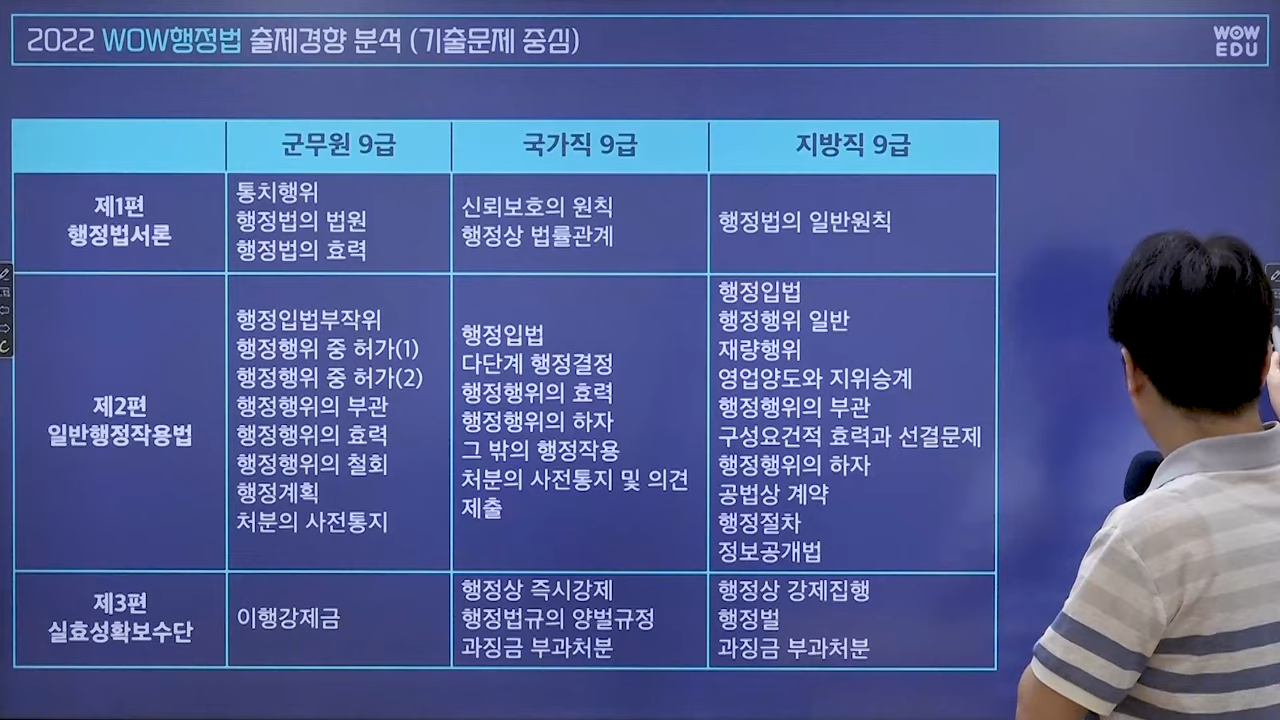 2022 WOW행정법 출제경향 분석 (기출문제 중심)
WOW
EDU
군무원 9급
국가직 9급
지방직 9급
제1편
행정법서론
통치행위
행정법의 법원
행정법의 효력
신뢰보호의 원칙
행정상 법률관계
행정법의 일반원칙
제2편
일반행정작용법
행정입법부작위
행정행위 중 허가(1)
행정행위 중 허가(2)
행정행위의 부관
행정행위의 효력
행정행위의 철회
행정계획
처분의 사전통지
행정입법
다단계 행정결정
행정행위의 효력
행정행위의 하자
그 밖의 행정작용
처분의 사전통지 및 의견
제출
행정입법
행정행위 일반
재량행위
영업양도와 지위승계
행정행위의 부관
구성요건적 효력과 선결문제
행정행위의 하자
공법상 계약
행정절차
정보공개법
제3편
실효성확보수단
이행강제금
행정상 즉시강제
행정법규의 양벌규정
과징금 부과처분
행정상 강제집행
행정벌
과징금 부과처분